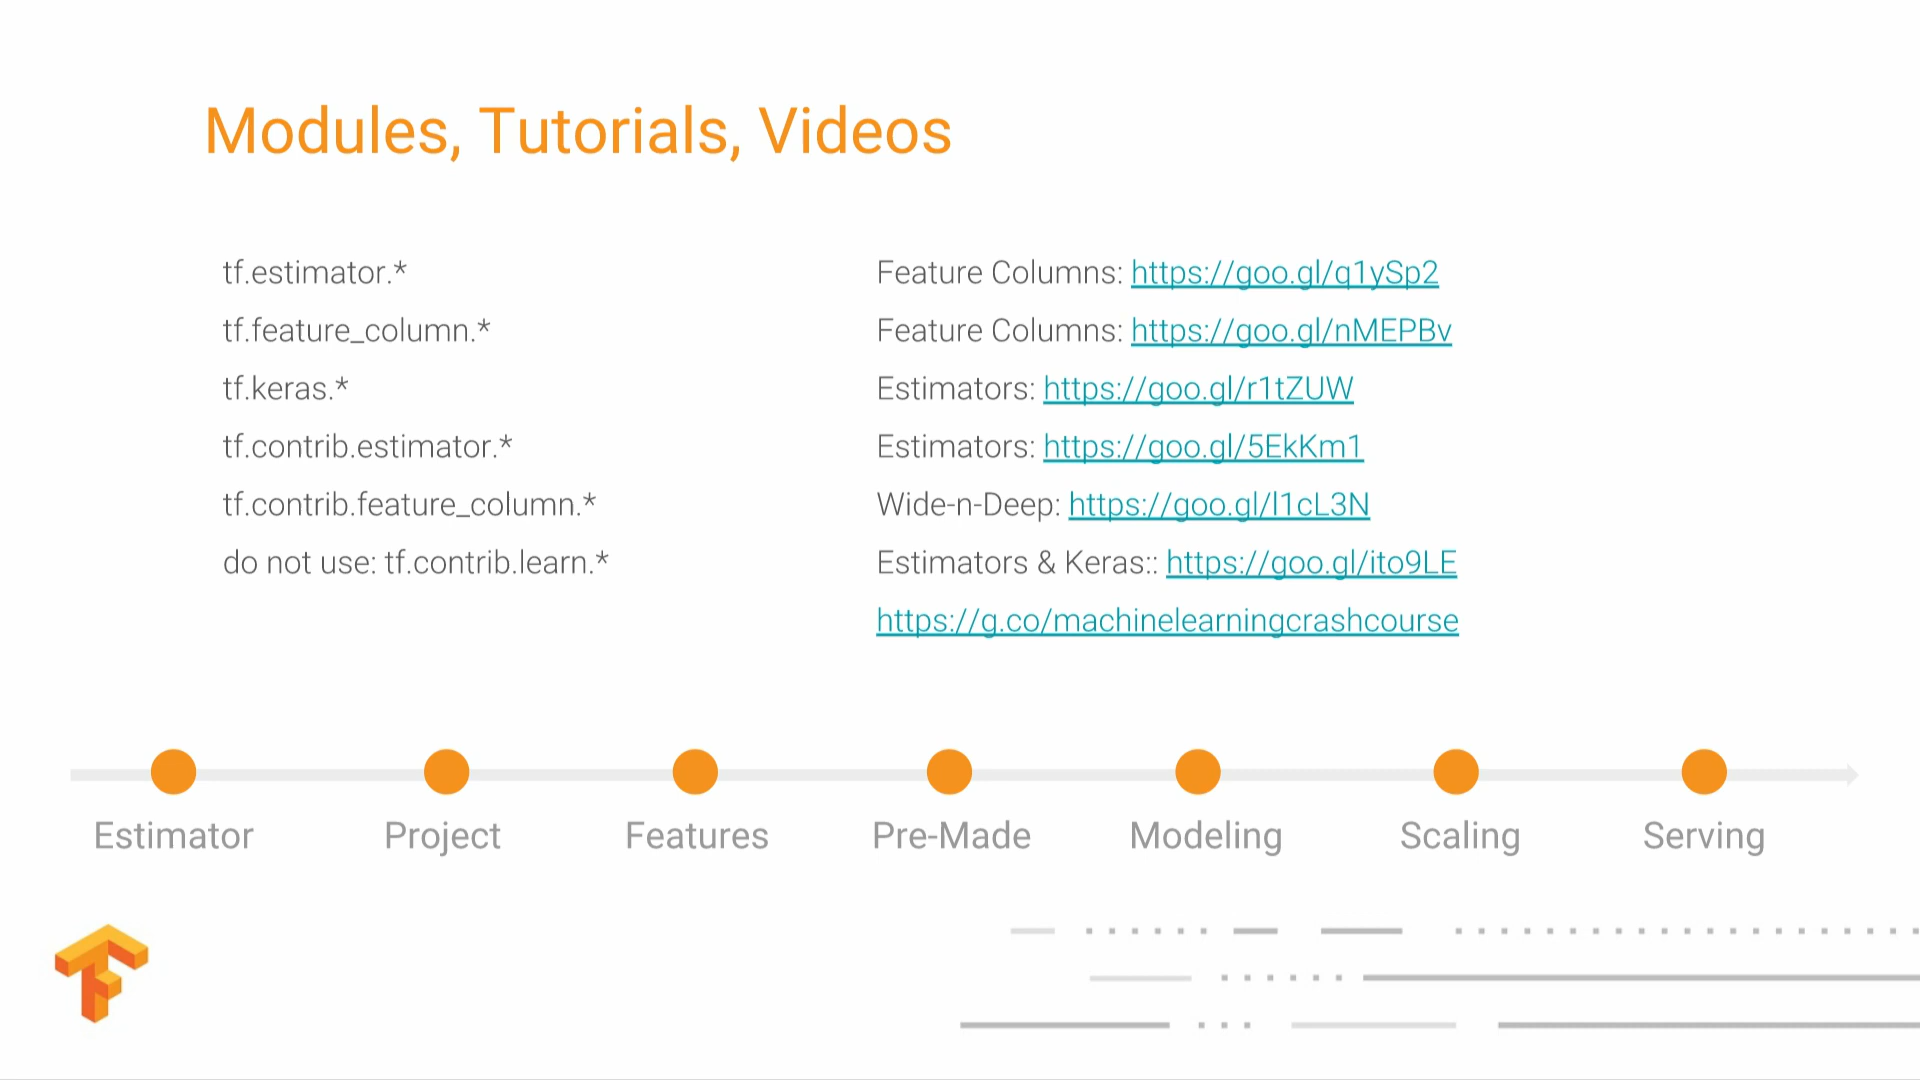 Modules, Tutorials, Videos
tf.estimator.*
tf.feature_column.*
tf.keras.*
tf.contrib.estimator.*
tf.contrib.feature_column.*
do not use: tf.contrib.learn.*
Feature Columns: https://goo.gl/q1ySp2
Feature Columns: https://goo.gl/nMEPBv
Estimators: https://goo.gl/r1tZUW
Estimators: https://goo.gl/5EkKm1
Wide-n-Deep: https://goo.gl/l1cL3N
Estimators & Keras:: https://goo.gl/ito9LE
https://g.co/machinelearningcrashcourse
Estimator Project Features Pre-Made Modeling Scaling Serving